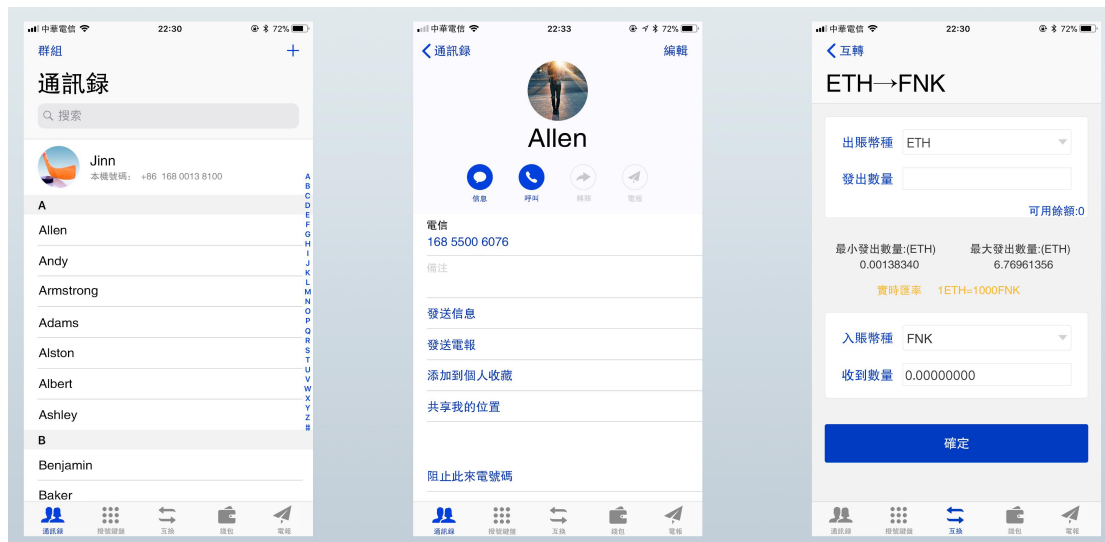 中華電信 22:30 72%
群組 +
通訊録
搜索
Jinn
本機號碼： +86 168 0013 8100
A
Allen
Andy
Armstrong
Adams
Alston
Albert
Ashley
B
Benjamin
Baker
A
B
C
D
E
F
G
H
I
J
K
L
M
N
O
P
Q
R
S
T
U
V
W
X
Y
Z
#
通訊録 撥號鍵盤 互換 錢包 電報
中華電信 22:33 72%
通訊録 編輯
Allen
信息 呼叫 轉賬 電報
電信
168 5500 6076
備注
發送信息
發送電報
添加到個人收藏
共享我的位置
阻止此來電號碼
通訊録 撥號鍵盤 互換 錢包 電報
中華電信 22:30 72%
互轉
ETH→FNK
出賬幣種 ETH
發出數量
可用餘額:0
最小發出數量:(ETH) 最大發出數量:(ETH)
0.00138340 6.76961356
實時匯率 1ETH=1000FNK
入賬幣種 FNK
收到數量 0.00000000
確定
通訊録 撥號鍵盤 互換 錢包 電報